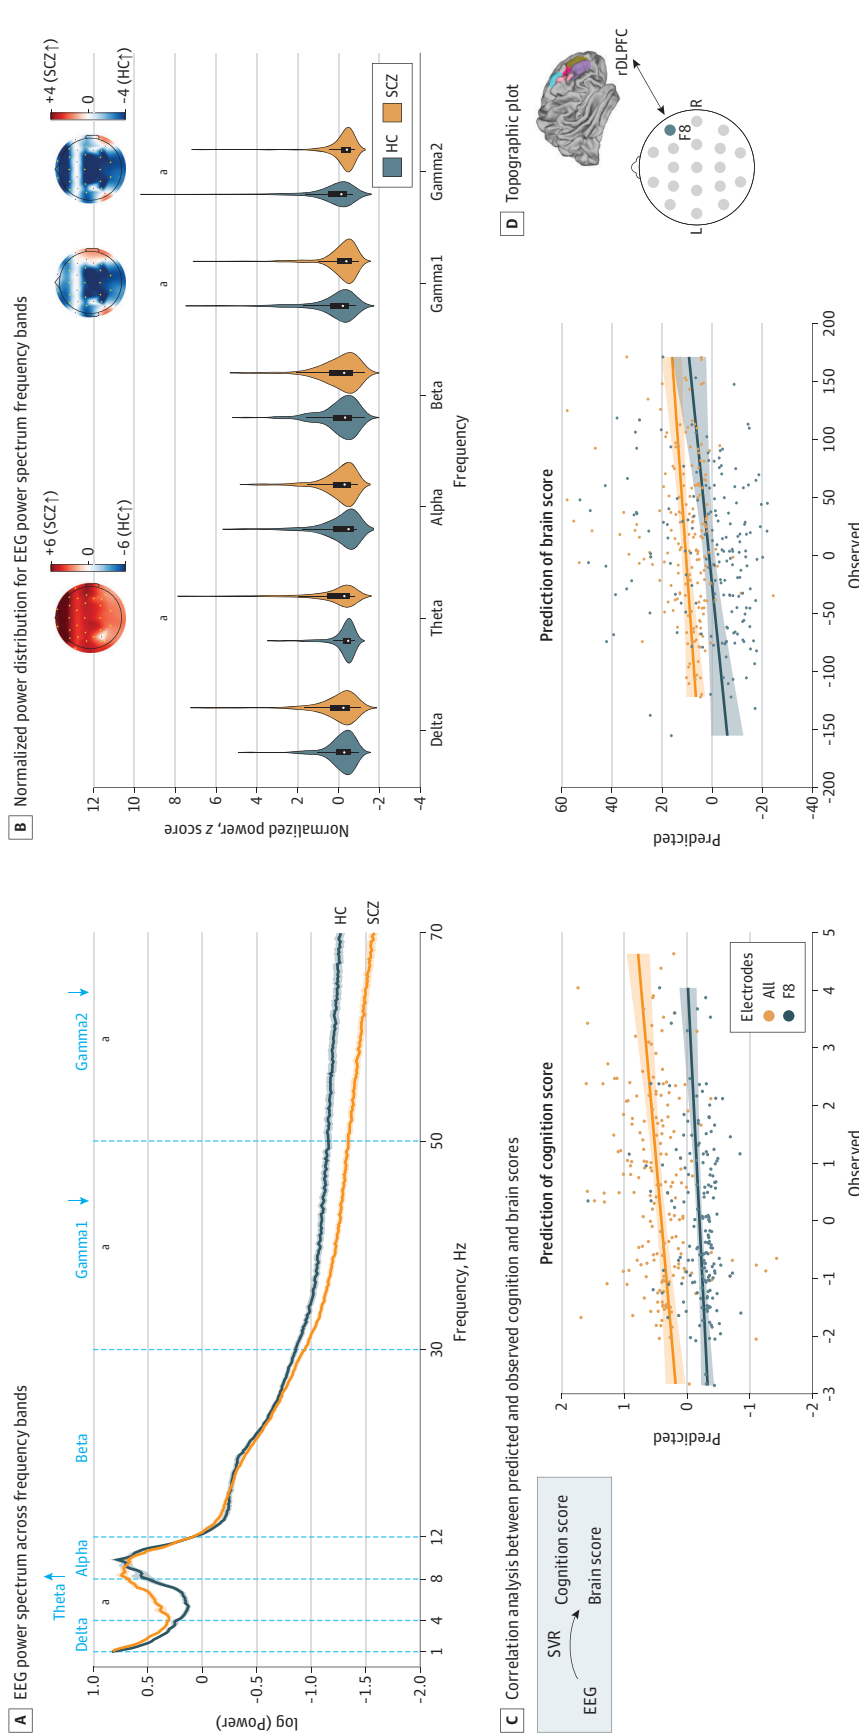 A EEG power spectrum across frequency bands
Delta
Theta
Alpha
Beta
Gamma1
Gamma2
a
a
a
1.0
0.5
0
-0.5
-1.0
-1.5
-2.0
log (Power)
HC
SCZ
1
4
8
12
30
50
70
Frequency, Hz
B Normalized power distribution for EEG power spectrum frequency bands
+6 (SCZ↑)
0
-6 (HC↑)
+4 (SCZ↑)
0
-4 (HC↑)
a
a
a
12
10
8
6
4
2
0
-2
-4
Normalized power, z score
HC
SCZ
Delta
Theta
Alpha
Beta
Gamma1
Gamma2
Frequency
C Correlation analysis between predicted and observed cognition and brain scores
SVR
EEG
Cognition score
Brain score
Prediction of cognition score
2
1
0
-1
-2
Predicted
Electrodes
All
F8
-3
-2
-1
0
1
2
3
4
5
Observed
Prediction of brain score
60
40
20
0
-20
-40
Predicted
-200
-150
-100
-50
0
50
100
150
200
Observed
D Topographic plot
rDLPFC
F8
L
R